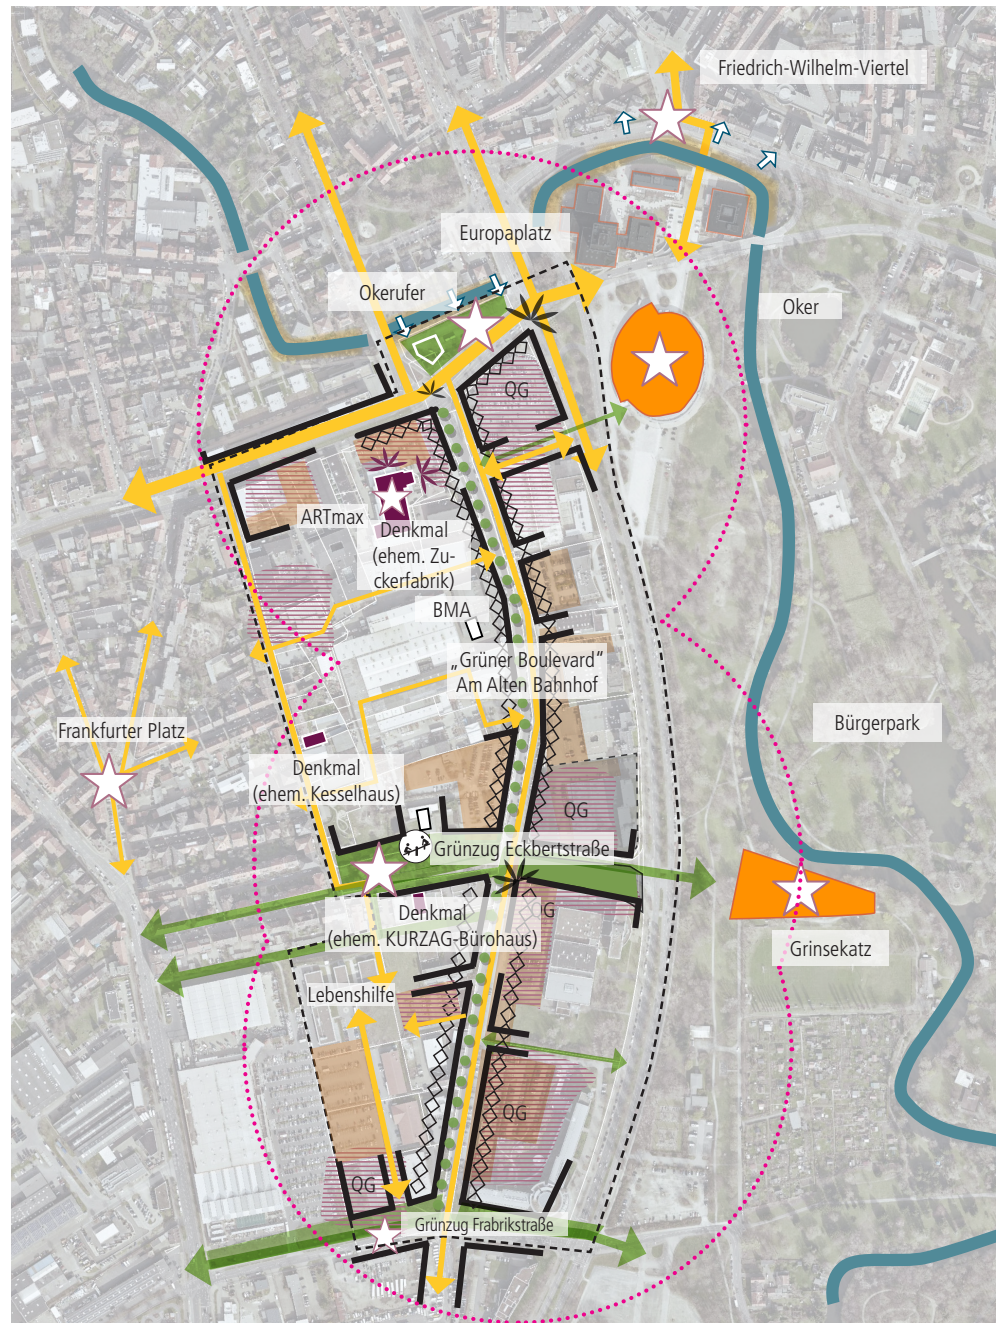 Friedrich-Wilhelm-Viertel
Europaplatz
Okerufer
Oker
QG
ARTmax
Denkmal
(ehem. Zu-
ckerfabrik)
BMA
„Grüner Boulevard“
Am Alten Bahnhof
Frankfurter Platz
Bürgerpark
Denkmal
(ehem. Kesselhaus)
QG
Grünzug Eckbertstraße
Denkmal
(ehem. KURZAG-Bürohaus)
Grinsekatz
Lebenshilfe
QG
QG
Grünzug Frabrikstraße